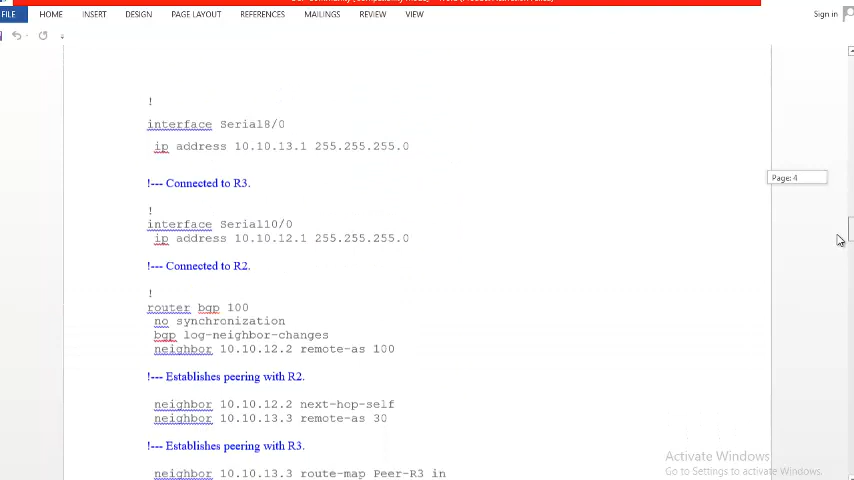 FILE HOME INSERT DESIGN PAGE LAYOUT REFERENCES MAILINGS REVIEW VIEW Sign in
!
interface Serial8/0
ip address 10.10.13.1 255.255.255.0
!--- Connected to R3.
Page: 4
!
interface Serial10/0
ip address 10.10.12.1 255.255.255.0
!--- Connected to R2.
!
router bgp 100
no synchronization
bgp log-neighbor-changes
neighbor 10.10.12.2 remote-as 100
!--- Establishes peering with R2.
neighbor 10.10.12.2 next-hop-self
neighbor 10.10.13.3 remote-as 30
!--- Establishes peering with R3.
neighbor 10.10.13.3 route-map Peer-R3 in
Activate Windows
Go to Settings to activate Windows.